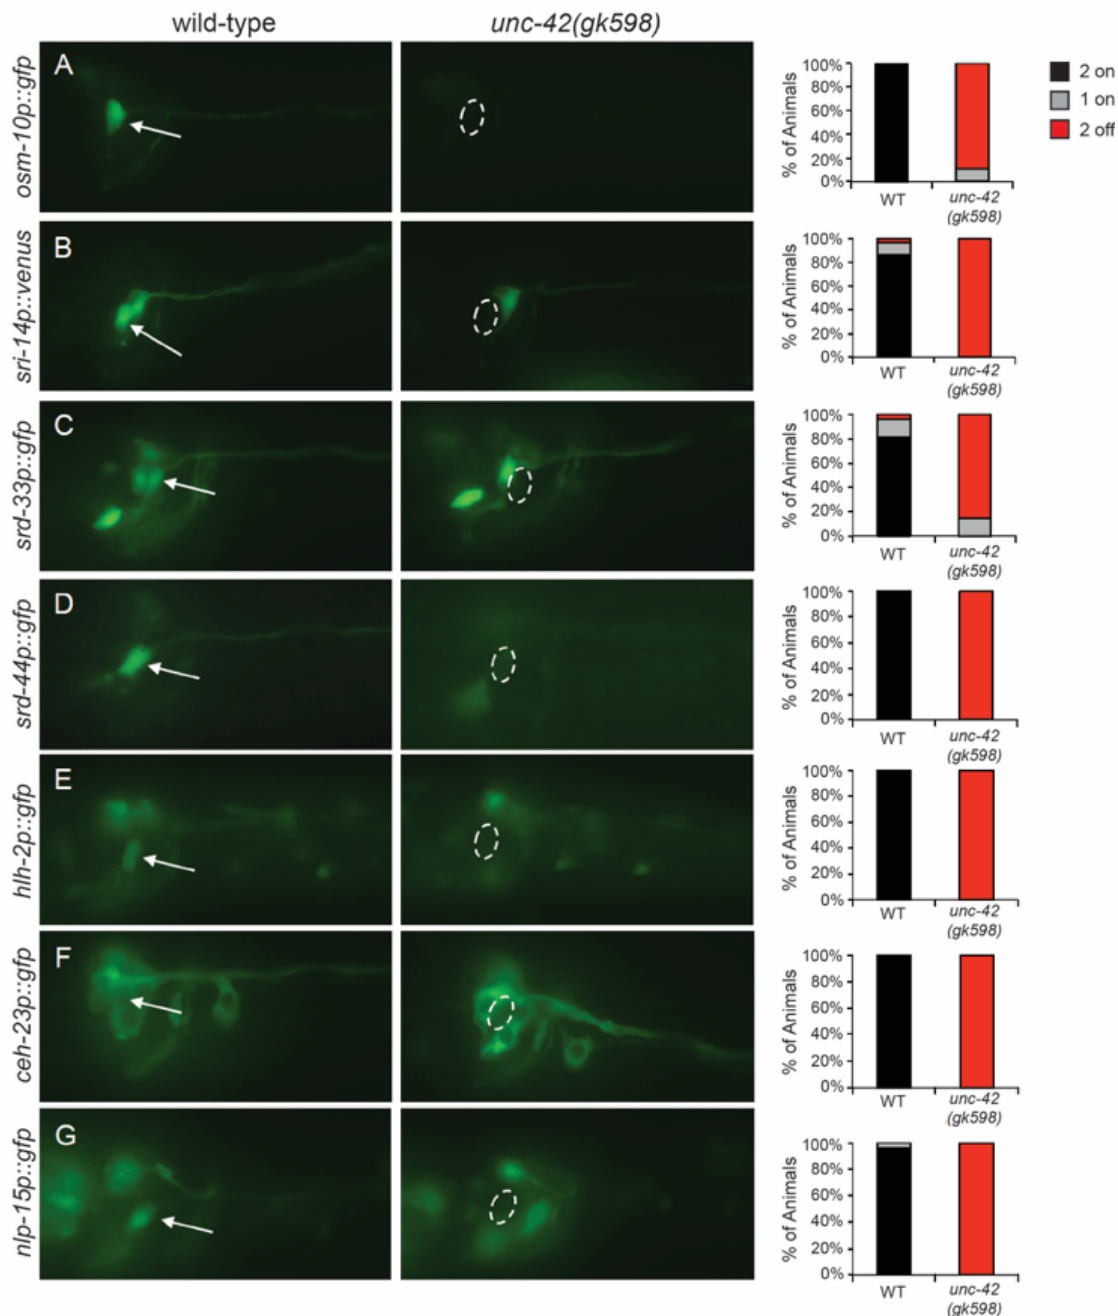 wild-type
unc-42(gk598)
A
osm-10p::gfp
100%
80%
60%
40%
20%
0%
% of Animals
WT
unc-42
(gk598)
2 on
1 on
2 off
B
sri-14p::venus
100%
80%
60%
40%
20%
0%
% of Animals
WT
unc-42
(gk598)
C
srd-33p::gfp
100%
80%
60%
40%
20%
0%
% of Animals
WT
unc-42
(gk598)
D
srd-44p::gfp
100%
80%
60%
40%
20%
0%
% of Animals
WT
unc-42
(gk598)
E
hlh-2p::gfp
100%
80%
60%
40%
20%
0%
% of Animals
WT
unc-42
(gk598)
F
ceh-23p::gfp
100%
80%
60%
40%
20%
0%
% of Animals
WT
unc-42
(gk598)
G
nlp-15p::gfp
100%
80%
60%
40%
20%
0%
% of Animals
WT
unc-42
(gk598)